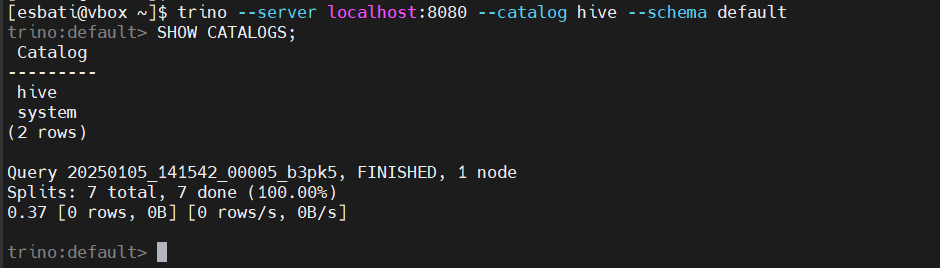 [esbati@vbox ~]$ trino --server localhost:8080 --catalog hive --schema default
trino:default> SHOW CATALOGS;
 Catalog
---------
 hive
 system
(2 rows)

Query 20250105_141542_00005_b3pk5, FINISHED, 1 node
Splits: 7 total, 7 done (100.00%)
0.37 [0 rows, 0B] [0 rows/s, 0B/s]

trino:default>